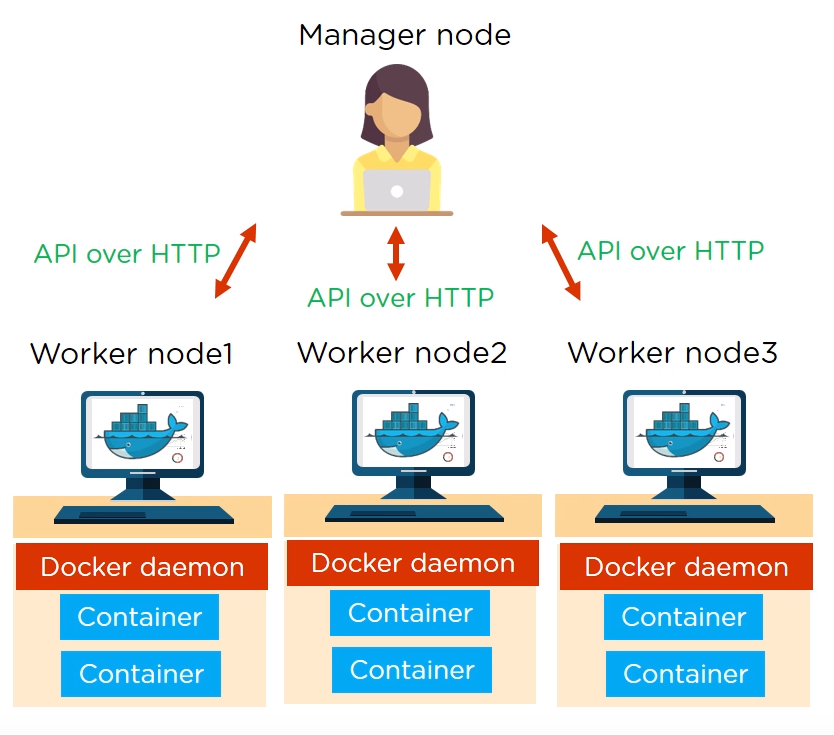 Manager node
API over HTTP
API over HTTP
API over HTTP
Worker node1
Worker node2
Worker node3
Docker daemon
Docker daemon
Docker daemon
Container
Container
Container
Container
Container
Container